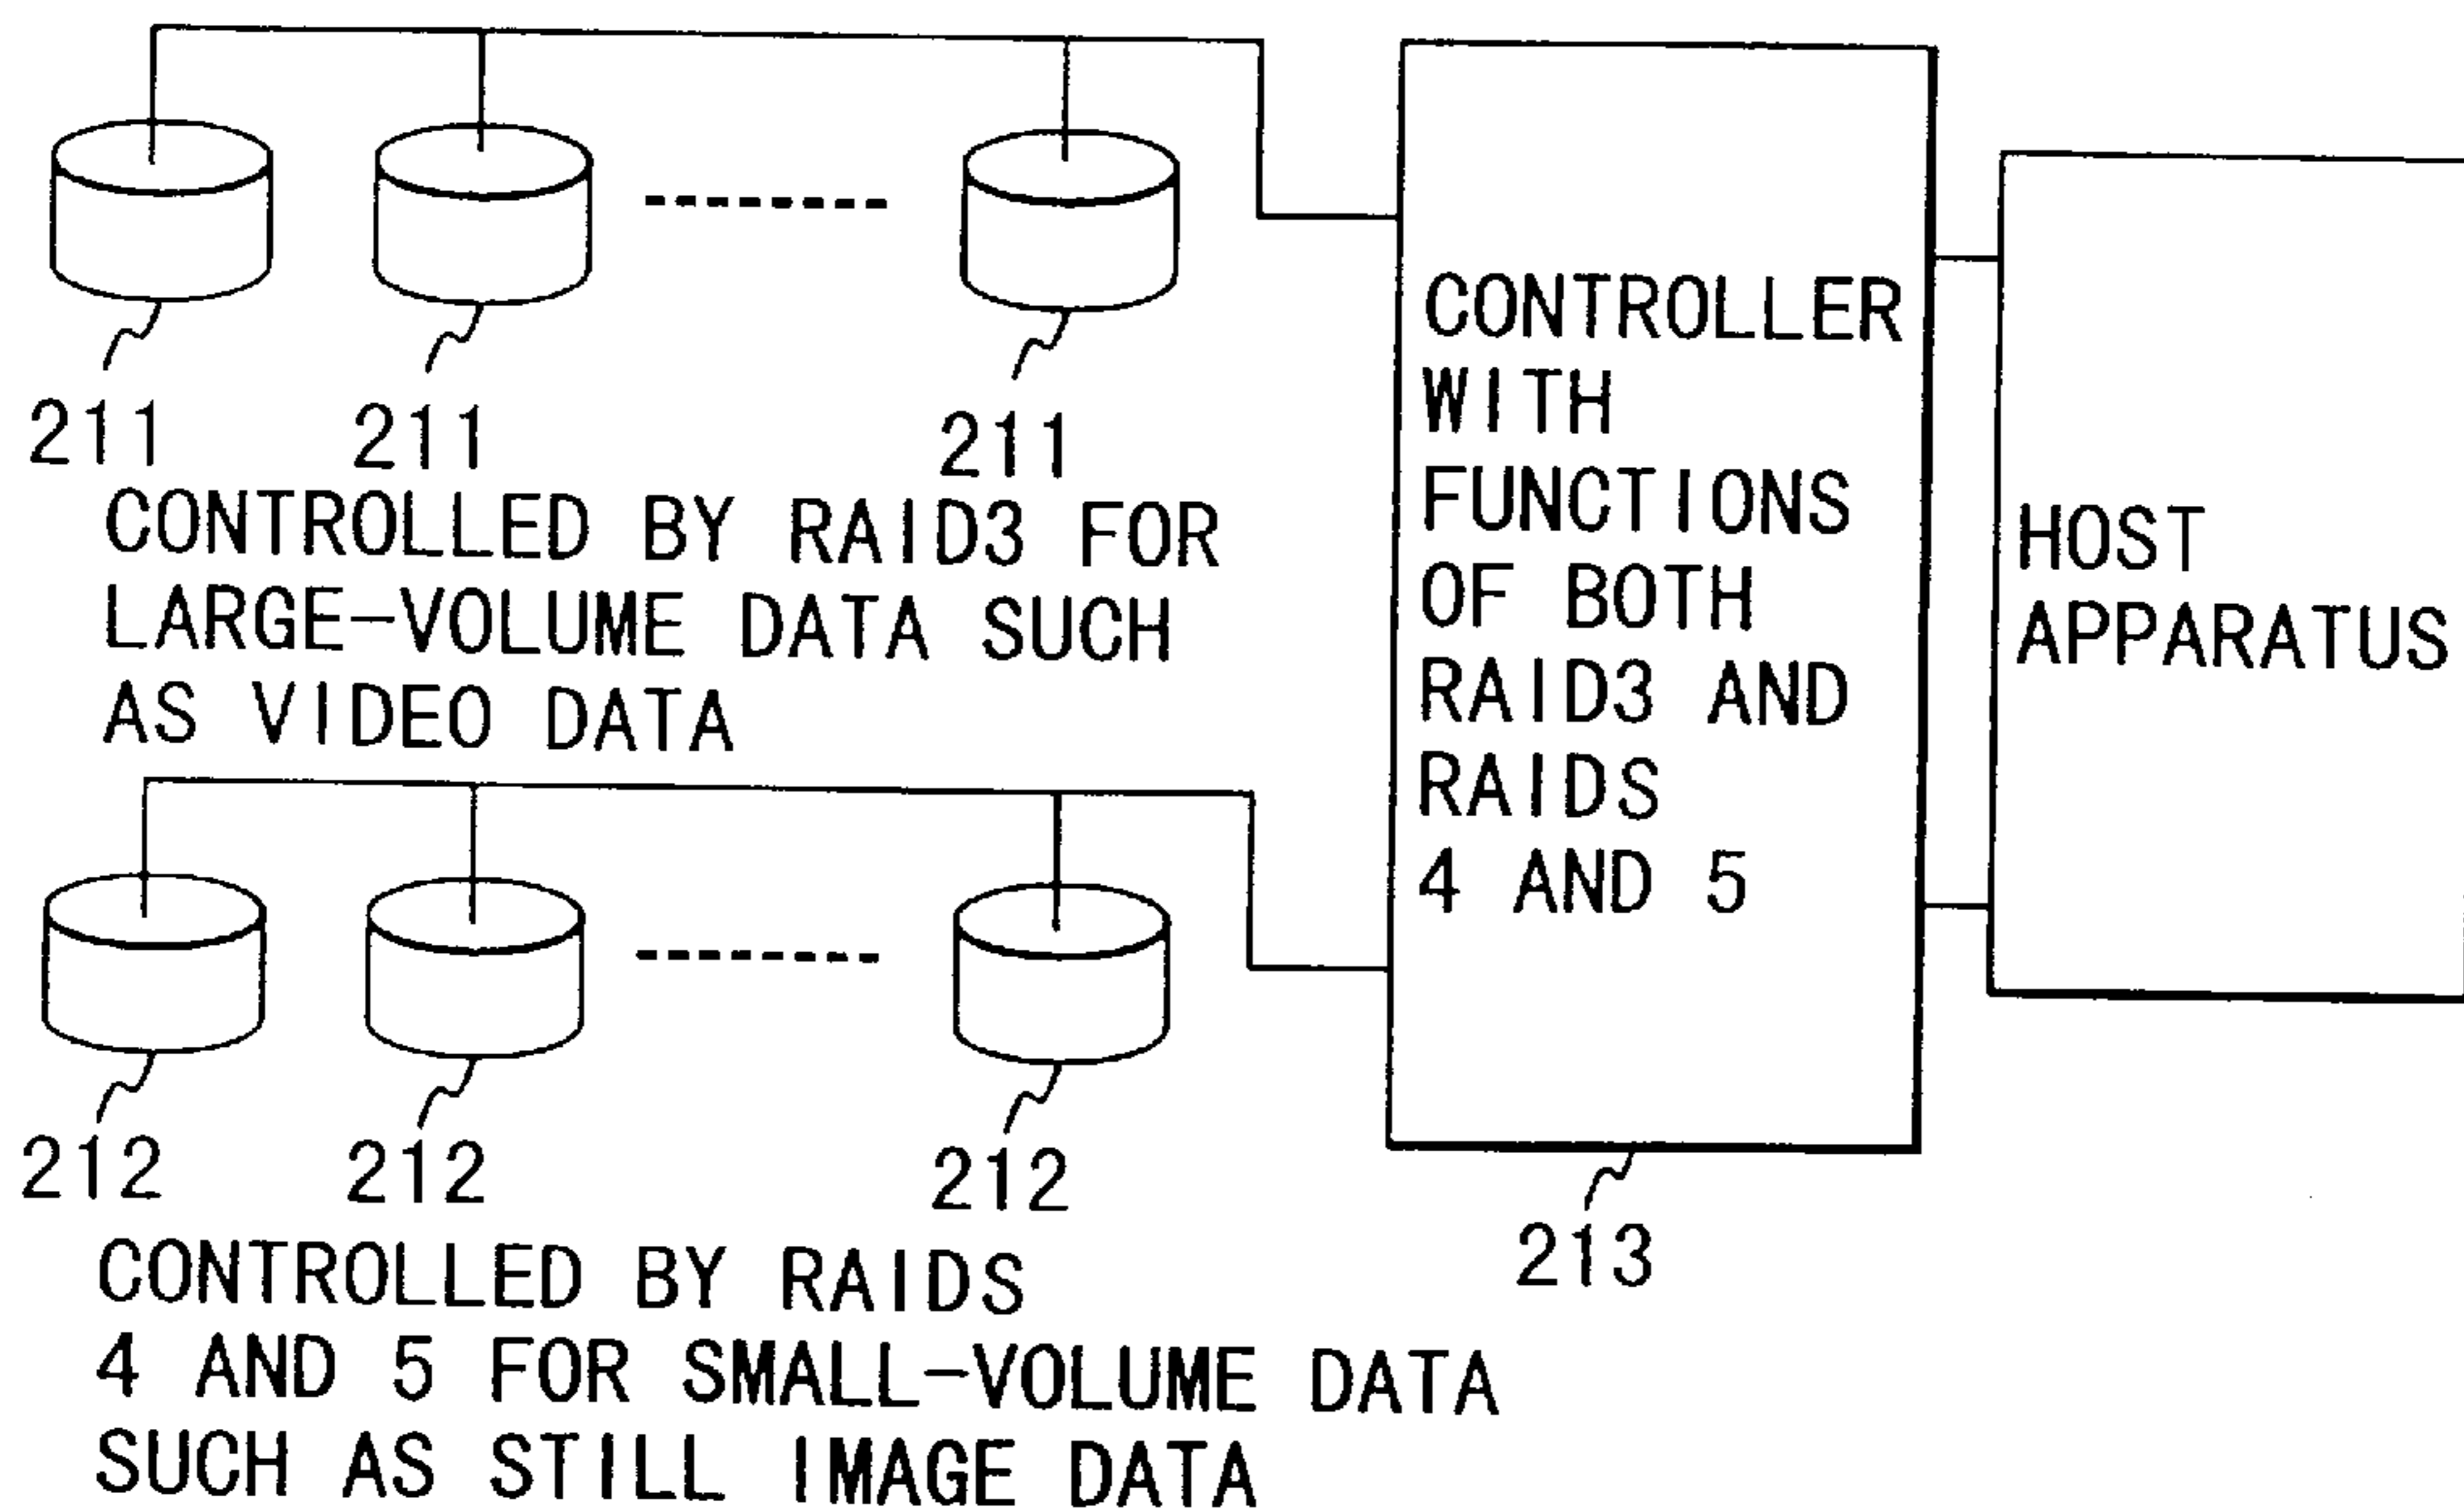 211 211 211
CONTROLLED BY RAID3 FOR
LARGE-VOLUME DATA SUCH
AS VIDEO DATA
212 212 212
CONTROLLED BY RAIDS
4 AND 5 FOR SMALL-VOLUME DATA
SUCH AS STILL IMAGE DATA
CONTROLLER
WITH
FUNCTIONS
OF BOTH
RAID3 AND
RAIDS
4 AND 5
213
HOST
APPARATUS